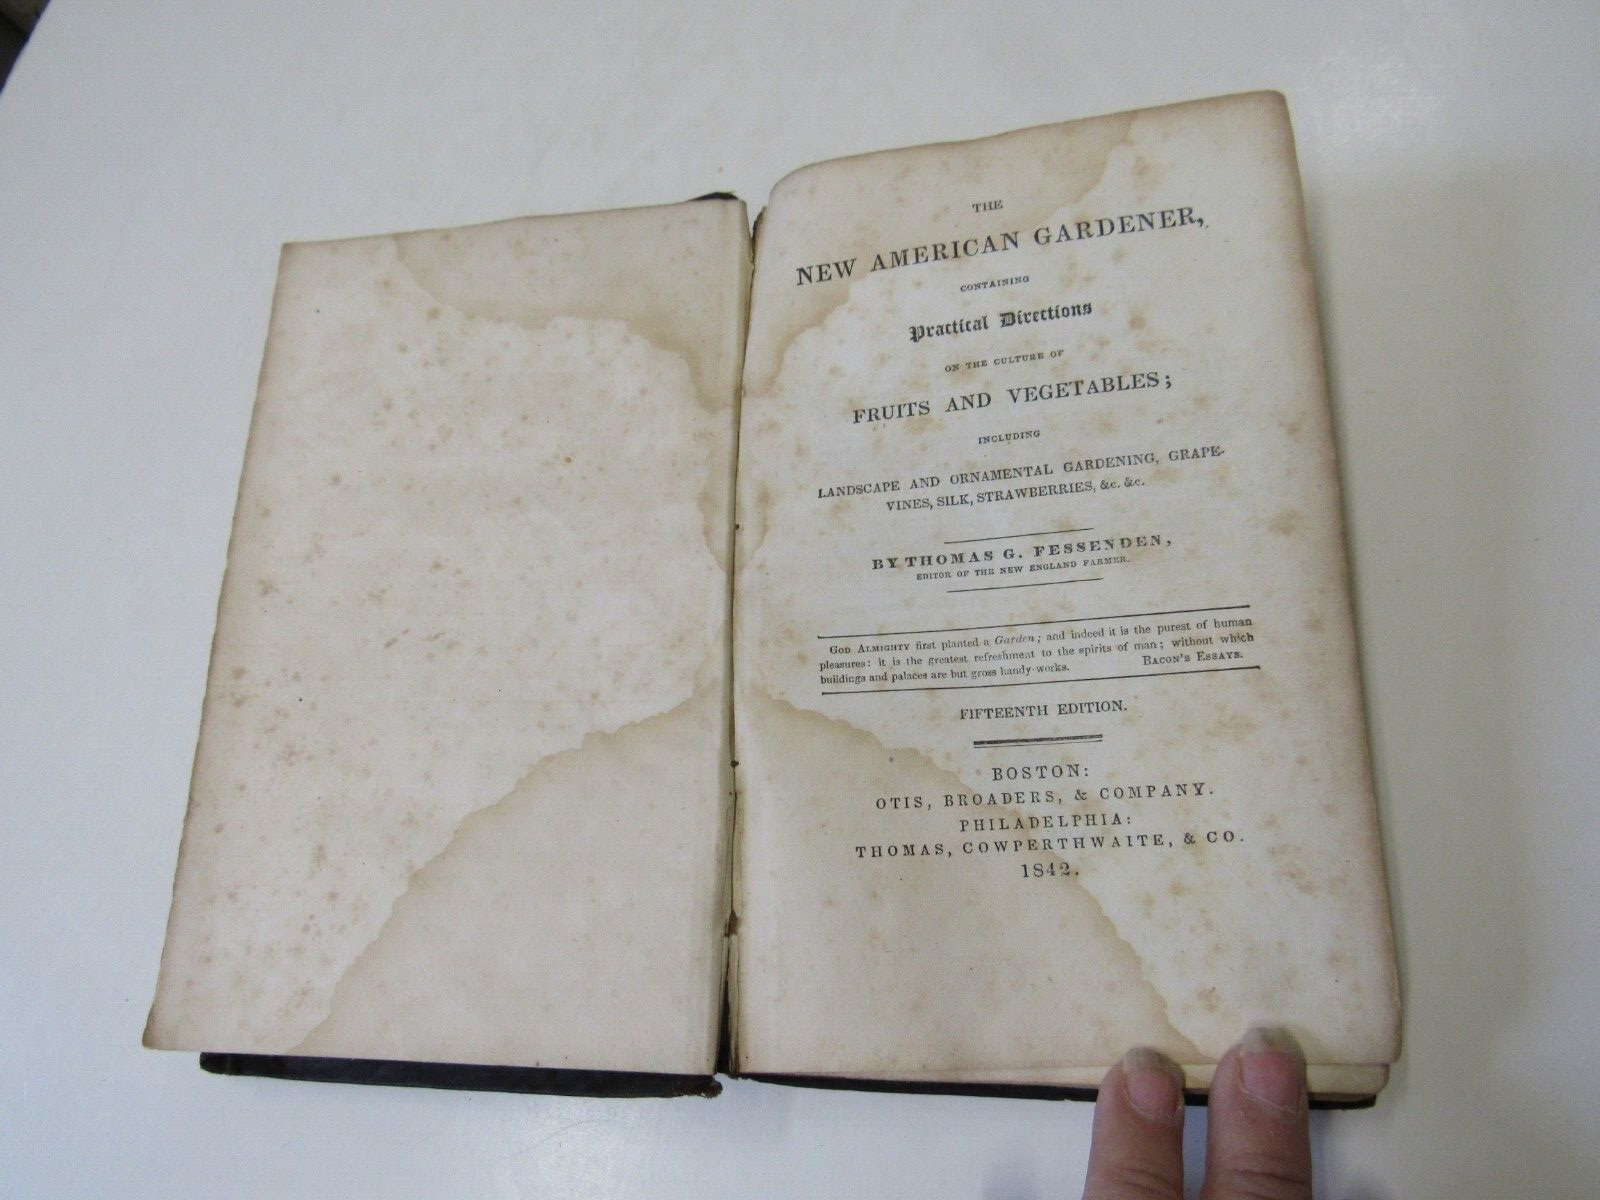 THE
NEW AMERICAN GARDENER,
CONTAINING
Practical Directions
ON THE CULTURE OF
FRUITS AND VEGETABLES;
INCLUDING
LANDSCAPE AND ORNAMENTAL GARDENING, GRAPE-
VINES, SILK, STRAWBERRIES, &c. &c.
BY THOMAS G. FESSENDEN,
EDITOR OF THE NEW ENGLAND FARMER.
GOD ALMIGHTY first planted a Garden; and indeed it is the purest of human
pleasures: it is the greatest refreshment to the spirits of man; without which
buildings and palaces are but gross handy-works. BACON'S ESSAYS.
FIFTEENTH EDITION.
BOSTON:
OTIS, BROADERS, & COMPANY.
PHILADELPHIA:
THOMAS, COWPERTHWAITE, & CO.
1842.